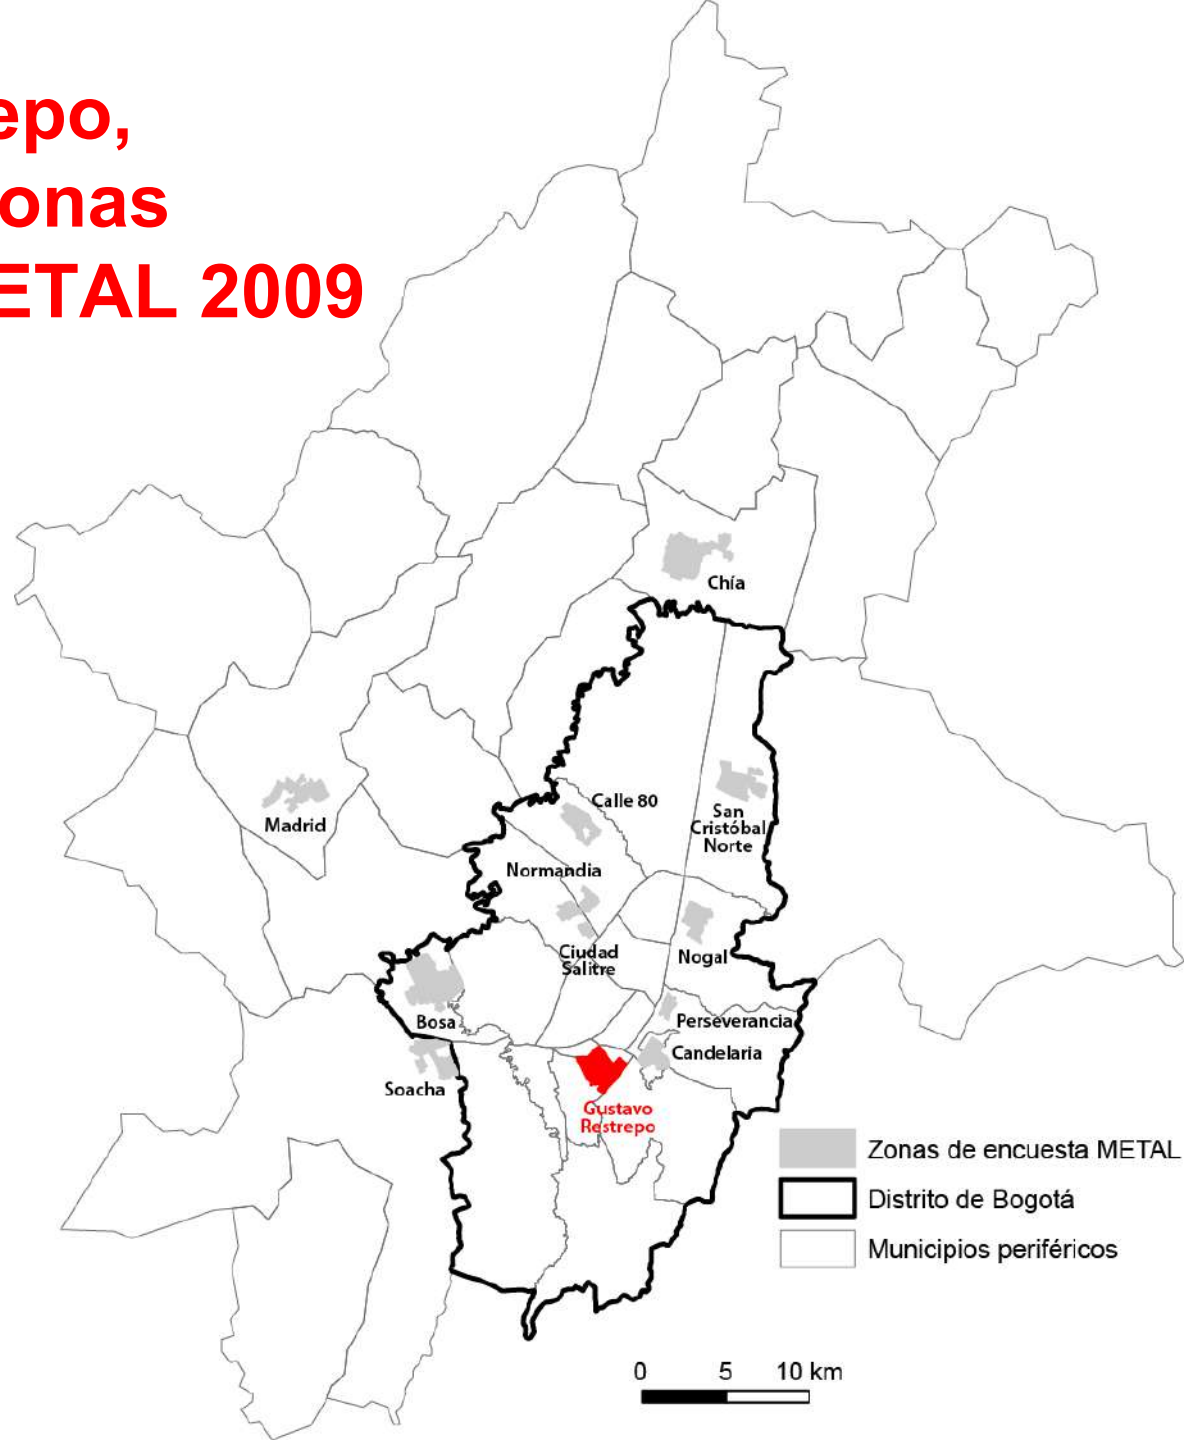 epo,
onas
ETAL 2009
Chía
Calle 80
San
Cristóbal
Norte
Madrid
Normandia
Ciudad
Salitre
Nogal
Bosa
Perseverancia
Candelaria
Soacha
Gustavo
Restrepo
Zonas de encuesta METAL
Distrito de Bogotá
Municipios periféricos
0 5 10 km